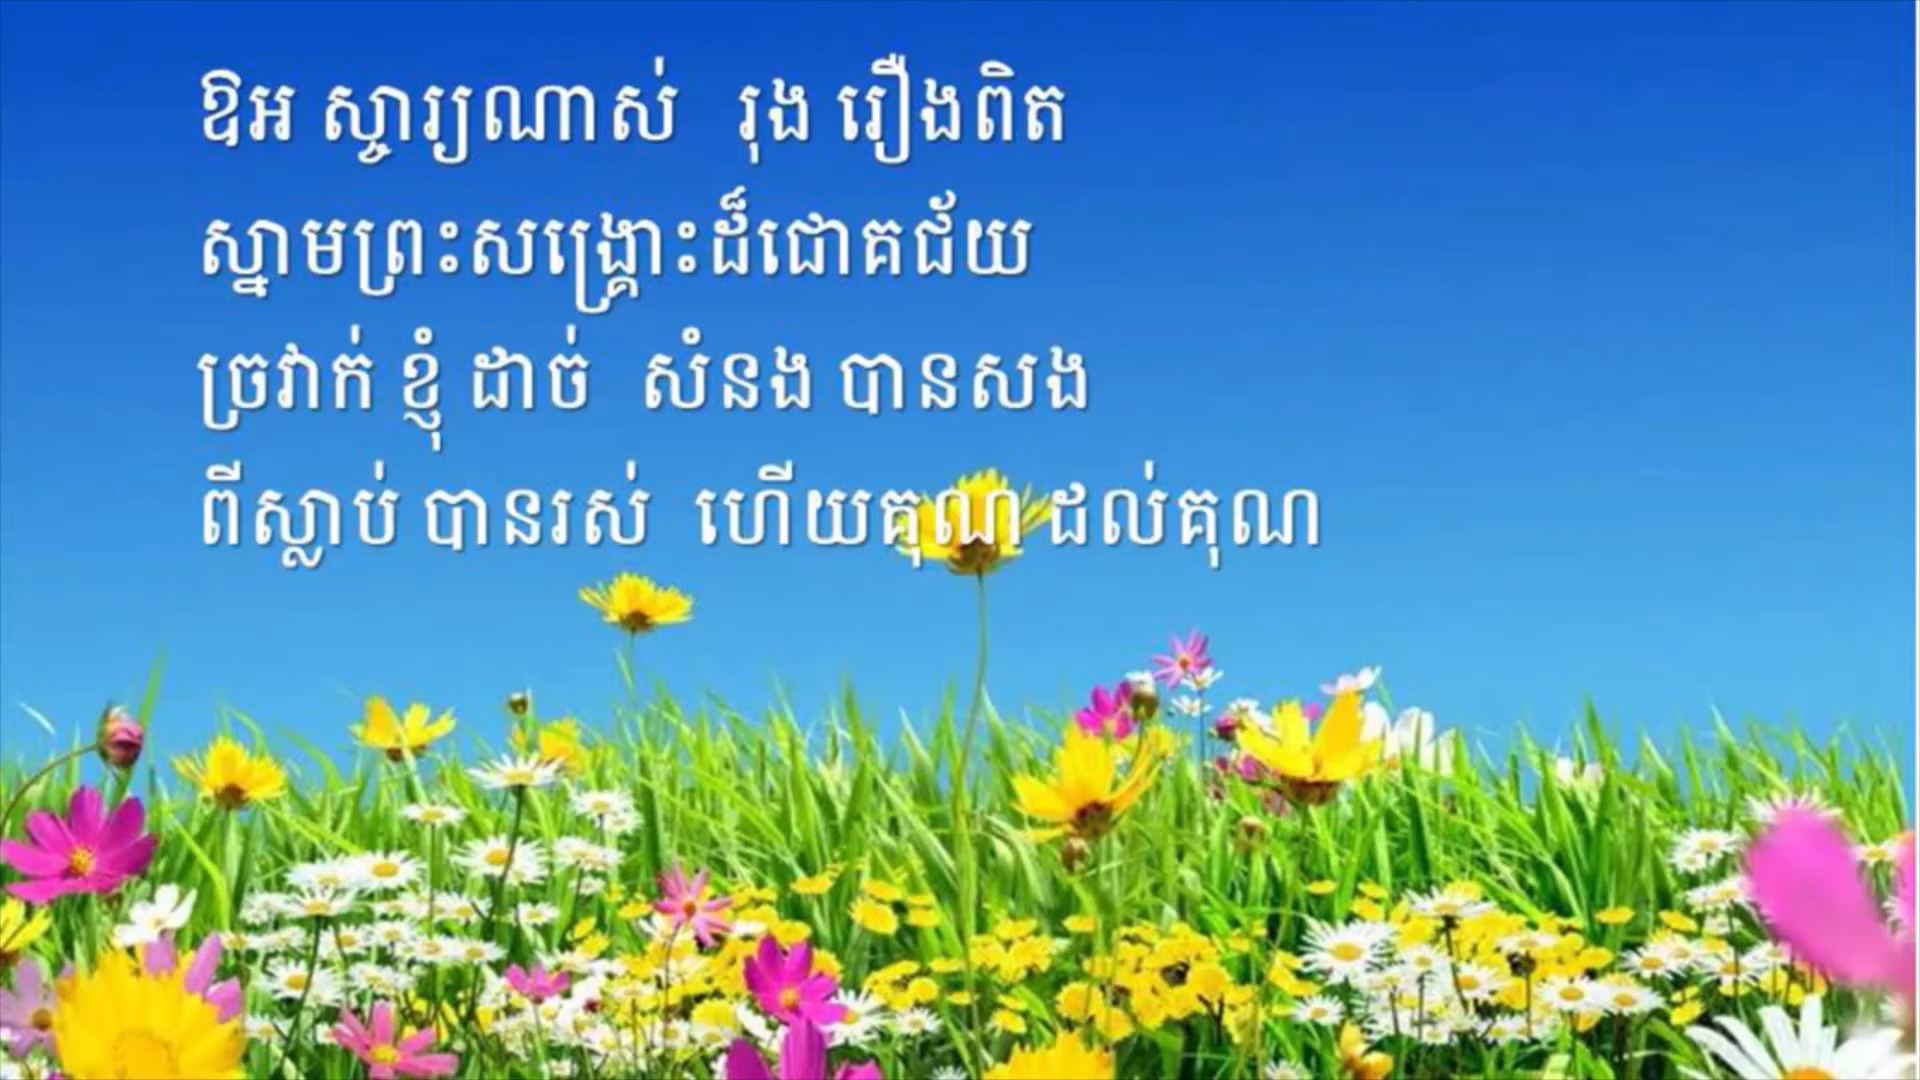 ឱអ ស្ចារ្យណាស់ រុង រឿងពិត
ស្នាមព្រះសង្គ្រោះដ៏ជោគជ័យ
ច្រវាក់ ខ្ញុំ ដាច់ សំនង បានសង
ពីស្លាប់ បានរស់ ហើយគុណ ដល់គុណ